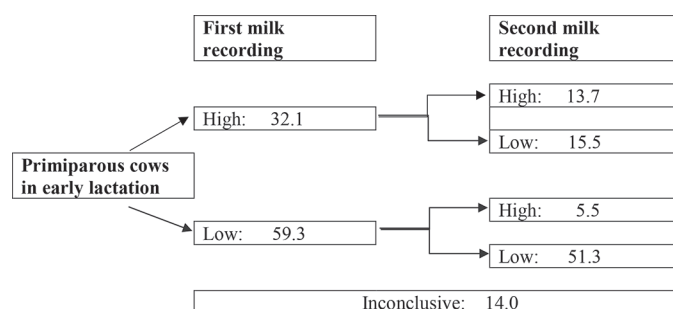 First milk
recording
Second milk
recording
High: 32.1
High: 13.7
Low: 15.5
Primiparous cows
in early lactation
Low: 59.3
High: 5.5
Low: 51.3
Inconclusive: 14.0